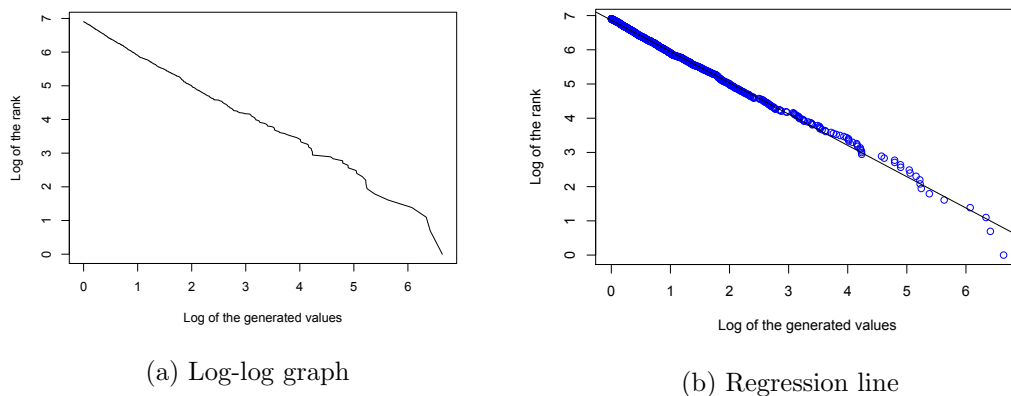 7
6
5
4
3
2
1
0
Log of the rank
0 1 2 3 4 5 6
Log of the generated values
(a) Log-log graph
7
6
5
4
3
2
1
0
Log of the rank
0 1 2 3 4 5 6
Log of the generated values
(b) Regression line